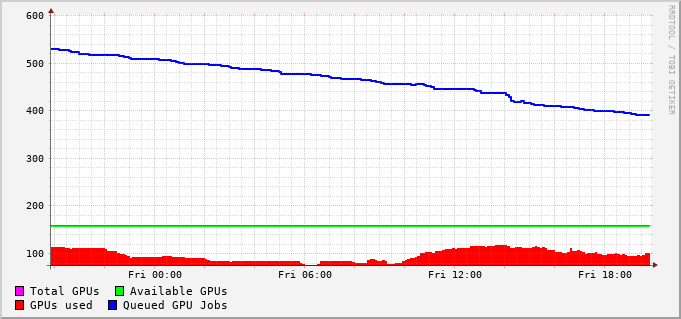 600
500
400
300
200
100
Fri 00:00 Fri 06:00 Fri 12:00 Fri 18:00
Total GPUs Available GPUs
GPUs used Queued GPU Jobs
RRDTOOL / TOBI OETIKER